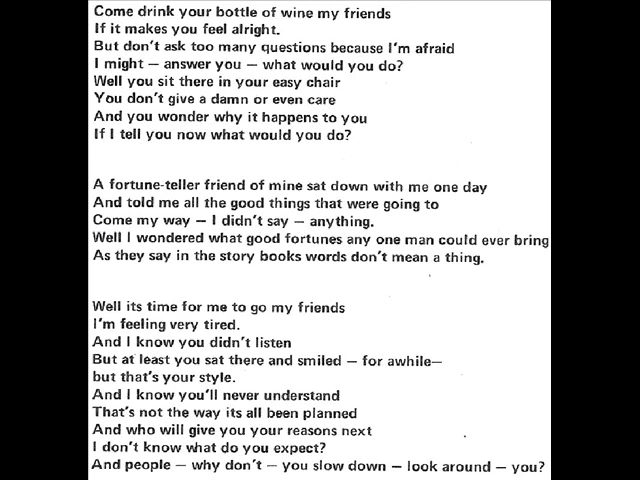 Come drink your bottle of wine my friends
If it makes you feel alright.
But don't ask too many questions because I'm afraid
I might — answer you — what would you do?
Well you sit there in your easy chair
You don't give a damn or even care
And you wonder why it happens to you
If I tell you now what would you do?
A fortune-teller friend of mine sat down with me one day
And told me all the good things that were going to
Come my way — I didn't say — anything.
Well I wondered what good fortunes any one man could ever bring
As they say in the story books words don't mean a thing.
Well its time for me to go my friends
I'm feeling very tired.
And I know you didn't listen
But at least you sat there and smiled — for awhile—
but that's your style.
And I know you'll never understand
That's not the way its all been planned
And who will give you your reasons next
I don't know what do you expect?
And people — why don't — you slow down — look around — you?